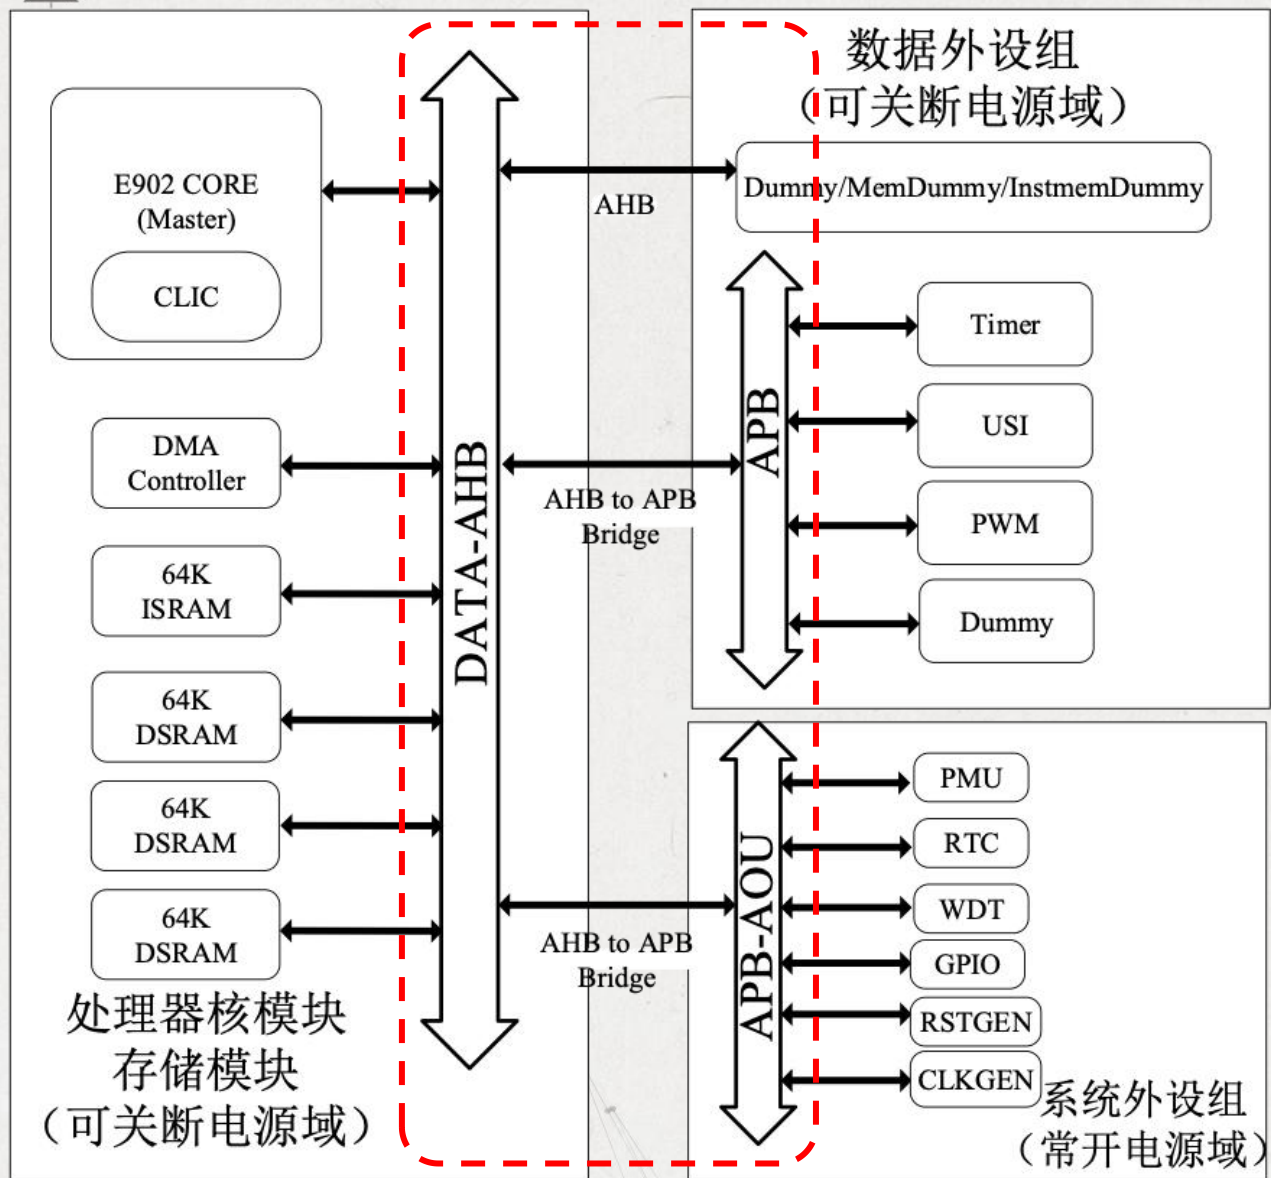 数据外设组
（可关断电源域）
E902 CORE
(Master)
CLIC
AHB
Dummy/MemDummy/InstmemDummy
Timer
USI
PWM
Dummy
APB
DMA
Controller
DATA-AHB
AHB to APB
Bridge
64K
ISRAM
64K
DSRAM
64K
DSRAM
64K
DSRAM
处理器核模块
存储模块
（可关断电源域）
AHB to APB
Bridge
APB-AOU
PMU
RTC
WDT
GPIO
RSTGEN
CLKGEN
系统外设组
（常开电源域）